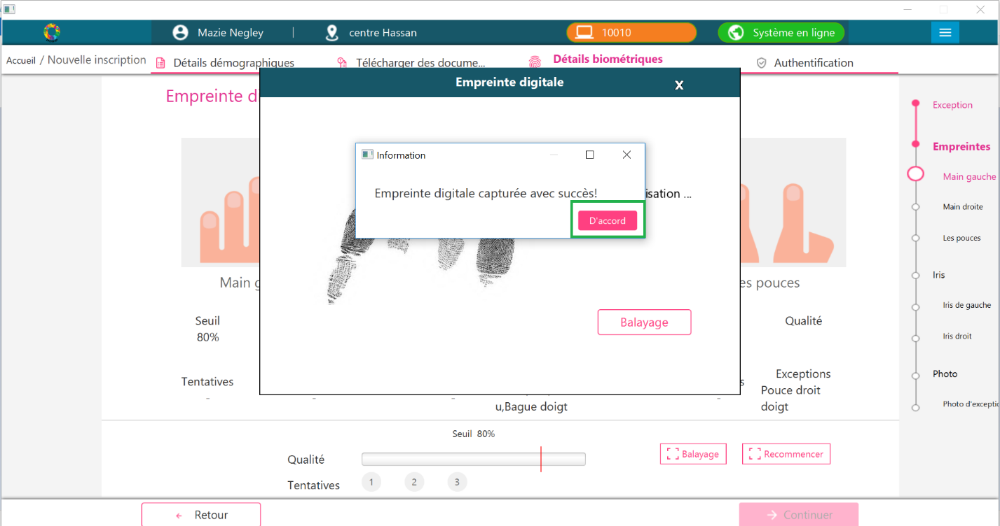 Mazie Negley | centre Hassan 10010 Système en ligne
Accueil / Nouvelle inscription Détails démographiques Télécharger des docume... Détails biométriques Authentification
Empreinte digitale X
Empreinte d
Information
Empreinte digitale capturée avec succès! isation ...
D'accord
Main g es pouces
Balayage
Seuil Qualité
80%
Tentatives s Exceptions
- - - - Pouce droit
u,Bague doigt doigt
Seuil 80%
Qualité
Balayage Recommencer
Tentatives 1 2 3
← Retour → Continuer
Exception
Empreintes
Main gauche
Main droite
Les pouces
Iris
Iris de gauche
Iris droit
Photo
Photo d'exceptic